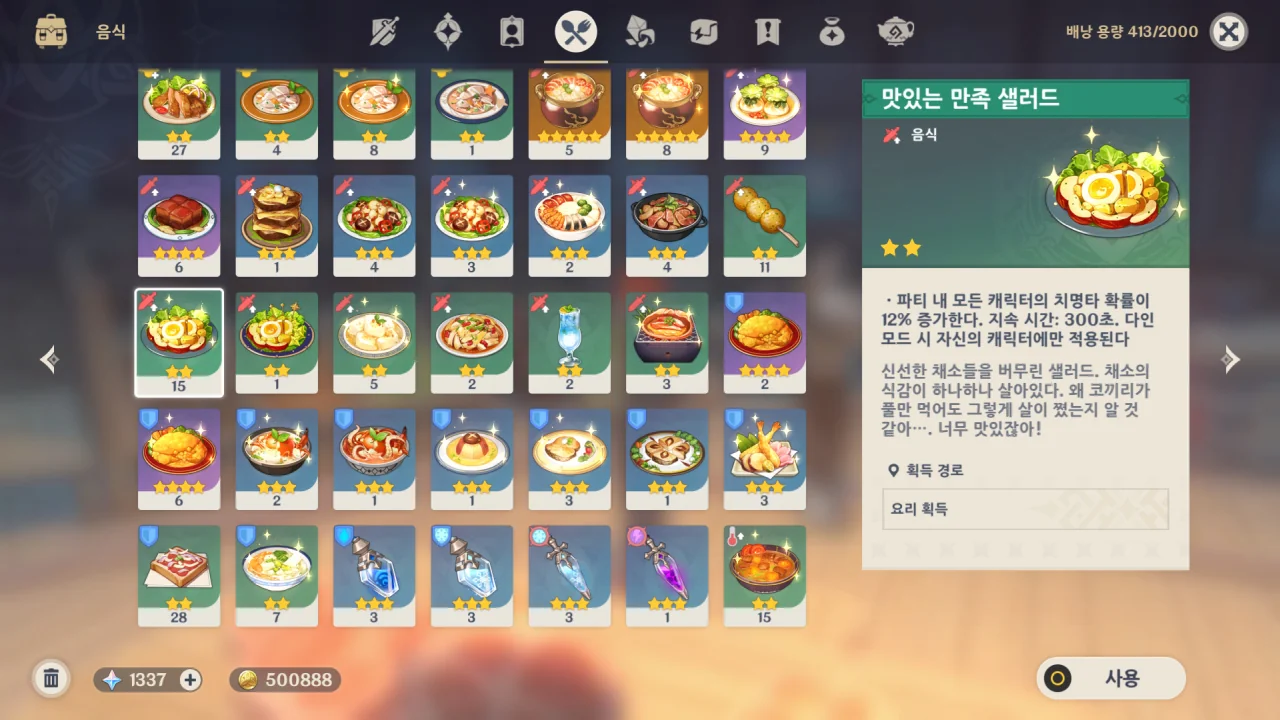 음식
배낭 용량 413/2000
27
4
8
1
5
8
9
6
1
4
3
2
4
11
15
1
5
2
2
3
2
6
2
1
1
3
1
3
28
7
3
3
3
1
15
맛있는 만족 샐러드
음식
· 파티 내 모든 캐릭터의 치명타 확률이
12% 증가한다. 지속 시간: 300초. 다인
모드 시 자신의 캐릭터에만 적용된다
신선한 채소들을 버무린 샐러드. 채소의
식감이 하나하나 살아있다. 왜 코끼리가
풀만 먹어도 그렇게 살이 쪘는지 알 것
같아…. 너무 맛있잖아!
획득 경로
요리 획득
1337
500888
사용